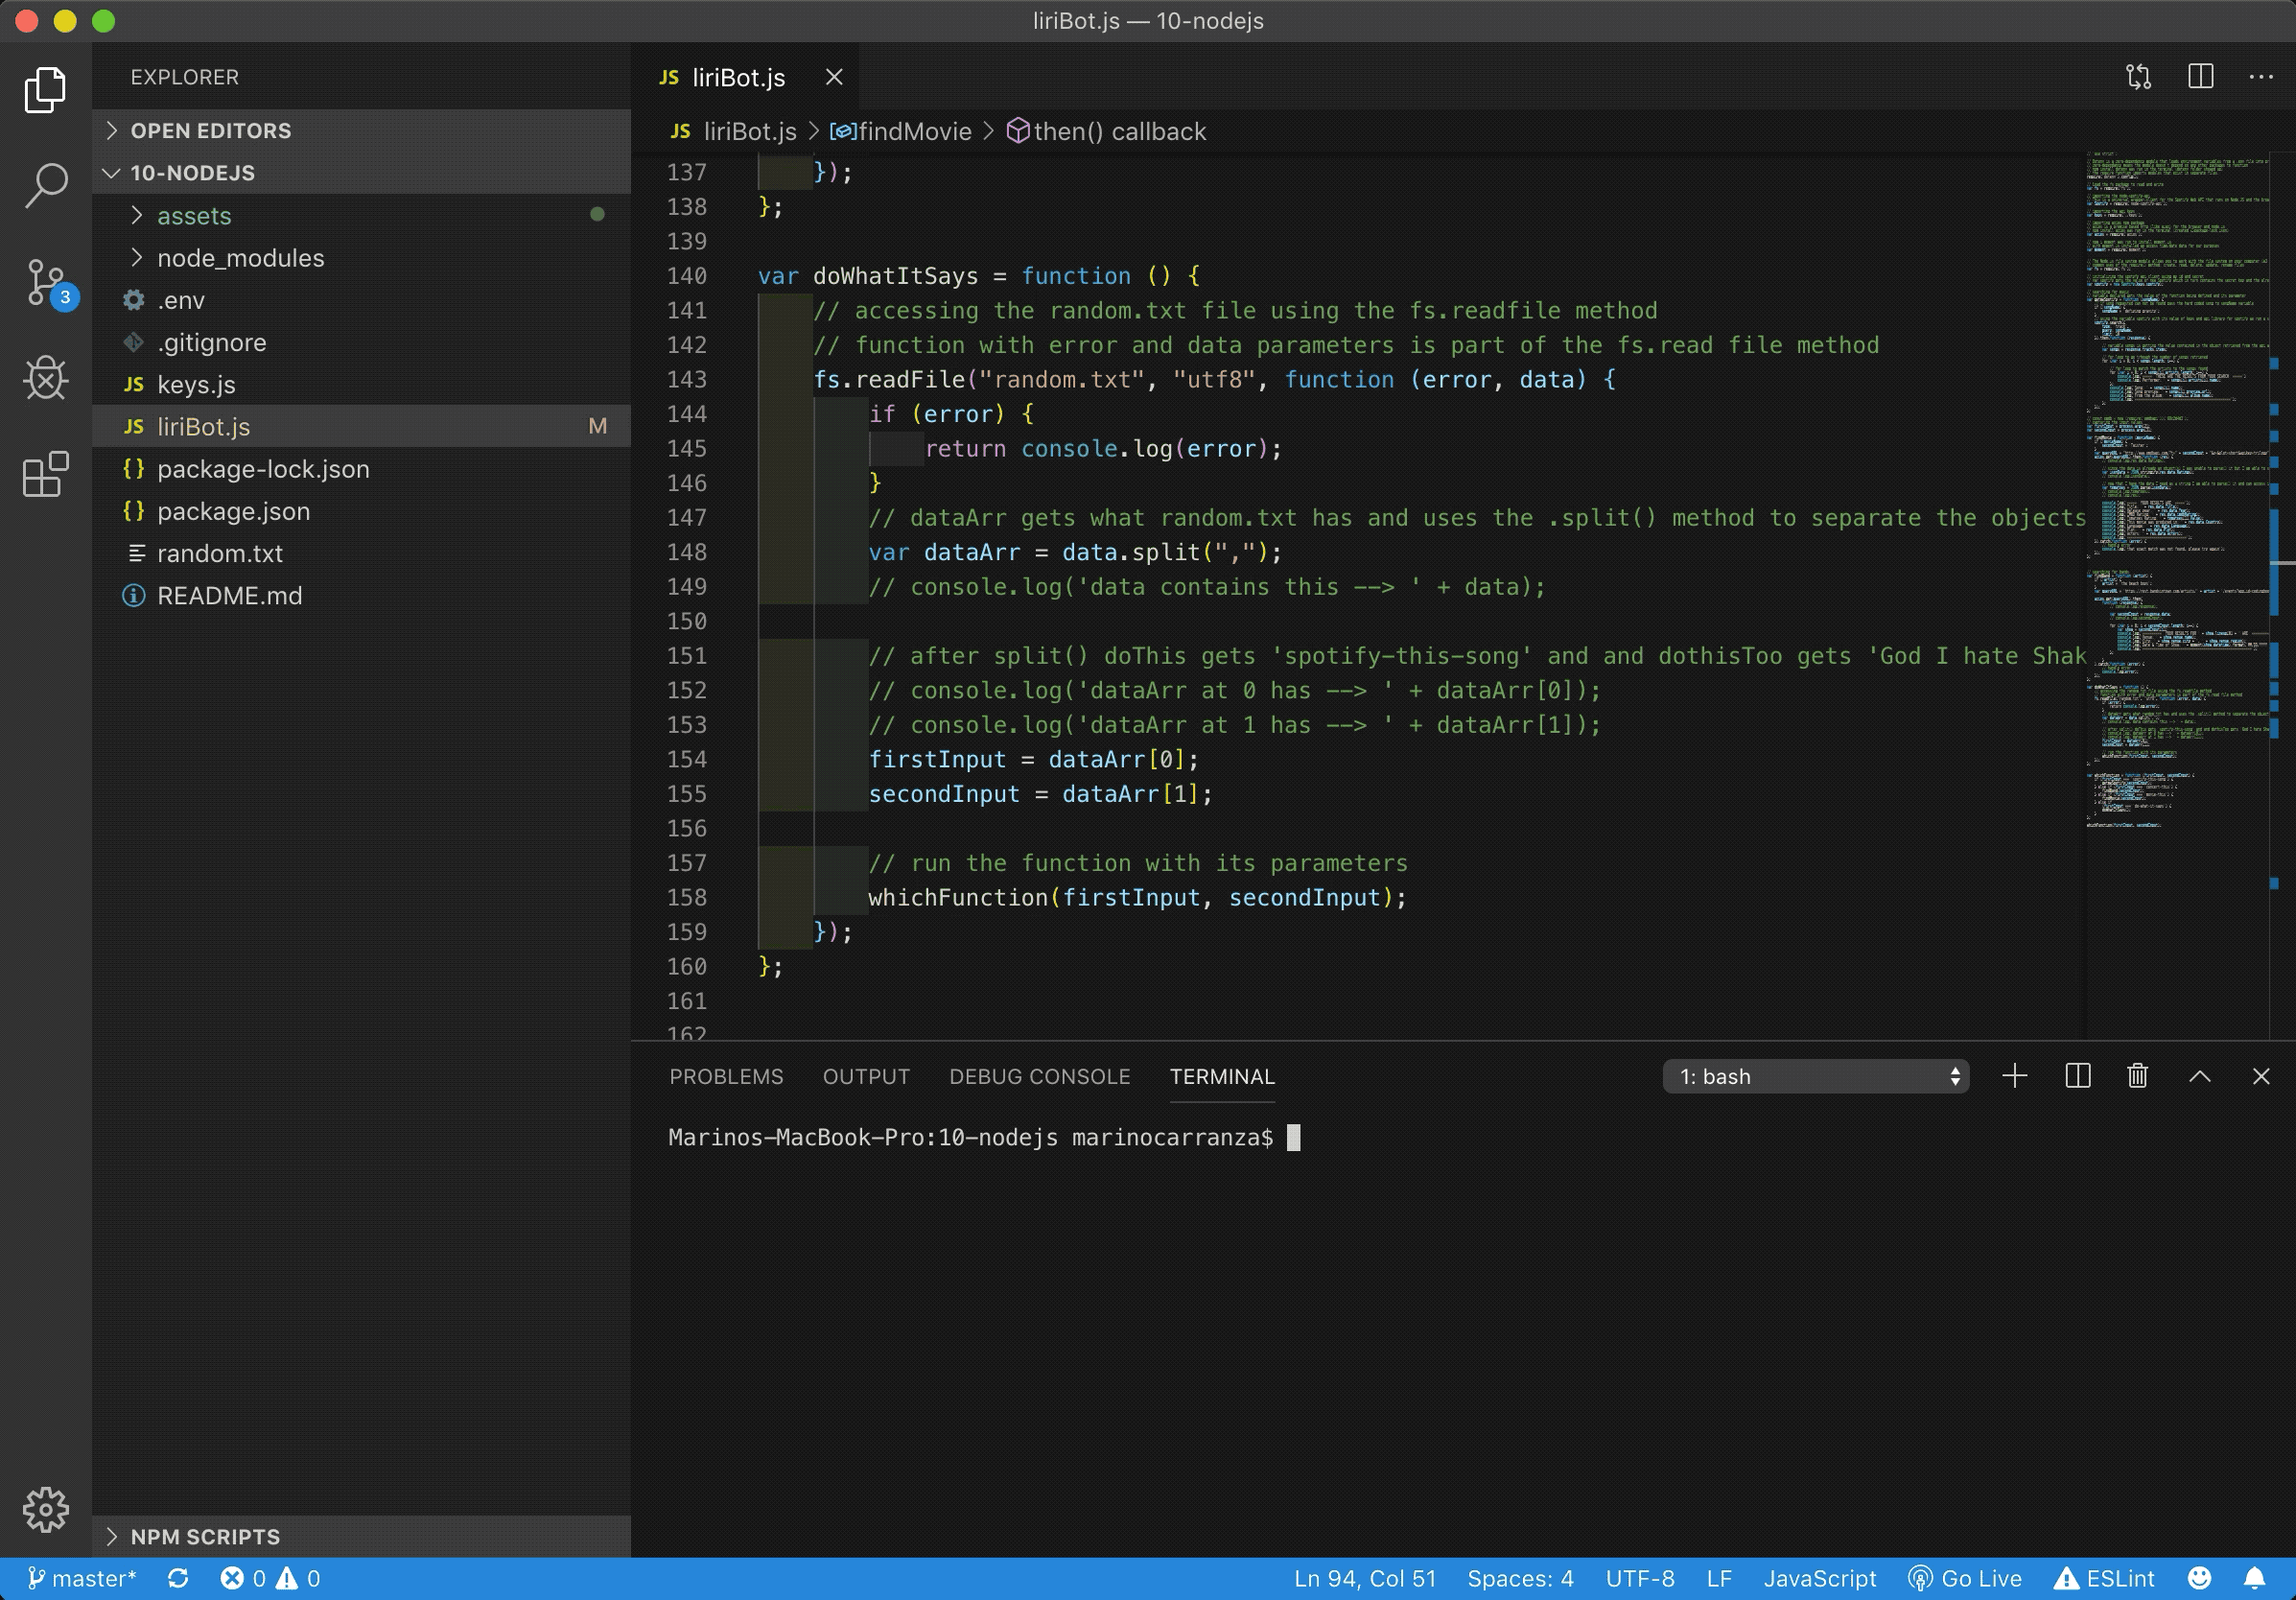 liriBot.js — 10-nodejs
EXPLORER
OPEN EDITORS
10-NODEJS
assets
node_modules
.env
.gitignore
JS keys.js
JS liriBot.js M
{} package-lock.json
{} package.json
random.txt
README.md
NPM SCRIPTS
3
JS liriBot.js
JS liriBot.js > findMovie > then() callback
137 });
138 };
139
140 var doWhatItSays = function () {
141 // accessing the random.txt file using the fs.readfile method
142 // function with error and data parameters is part of the fs.read file method
143 fs.readFile("random.txt", "utf8", function (error, data) {
144 if (error) {
145 return console.log(error);
146 }
147 // dataArr gets what random.txt has and uses the .split() method to separate the objects
148 var dataArr = data.split(",");
149 // console.log('data contains this --> ' + data);
150
151 // after split() doThis gets 'spotify-this-song' and and dothisToo gets 'God I hate Shak
152 // console.log('dataArr at 0 has --> ' + dataArr[0]);
153 // console.log('dataArr at 1 has --> ' + dataArr[1]);
154 firstInput = dataArr[0];
155 secondInput = dataArr[1];
156
157 // run the function with its parameters
158 whichFunction(firstInput, secondInput);
159 });
160 };
161
162
PROBLEMS OUTPUT DEBUG CONSOLE TERMINAL 1: bash
Marinos-MacBook-Pro:10-nodejs marinocarranza$
master* 0 0 Ln 94, Col 51 Spaces: 4 UTF-8 LF JavaScript Go Live ESLint